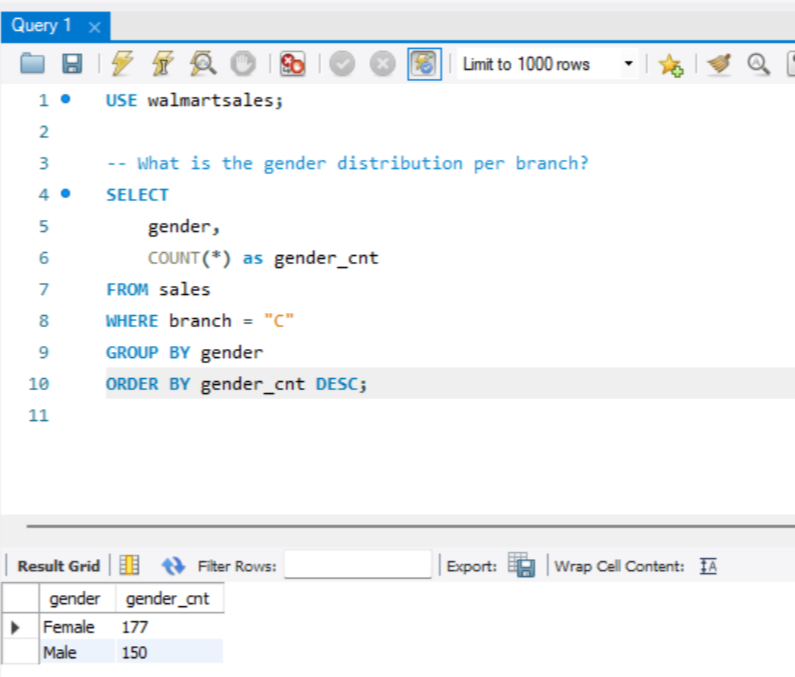 Query 1
Limit to 1000 rows
1 USE walmartsales;
2
3 -- What is the gender distribution per branch?
4 SELECT
5 gender,
6 COUNT(*) as gender_cnt
7 FROM sales
8 WHERE branch = "C"
9 GROUP BY gender
10 ORDER BY gender_cnt DESC;
11
Result Grid Filter Rows: Export: Wrap Cell Content:
gender gender_cnt
Female 177
Male 150